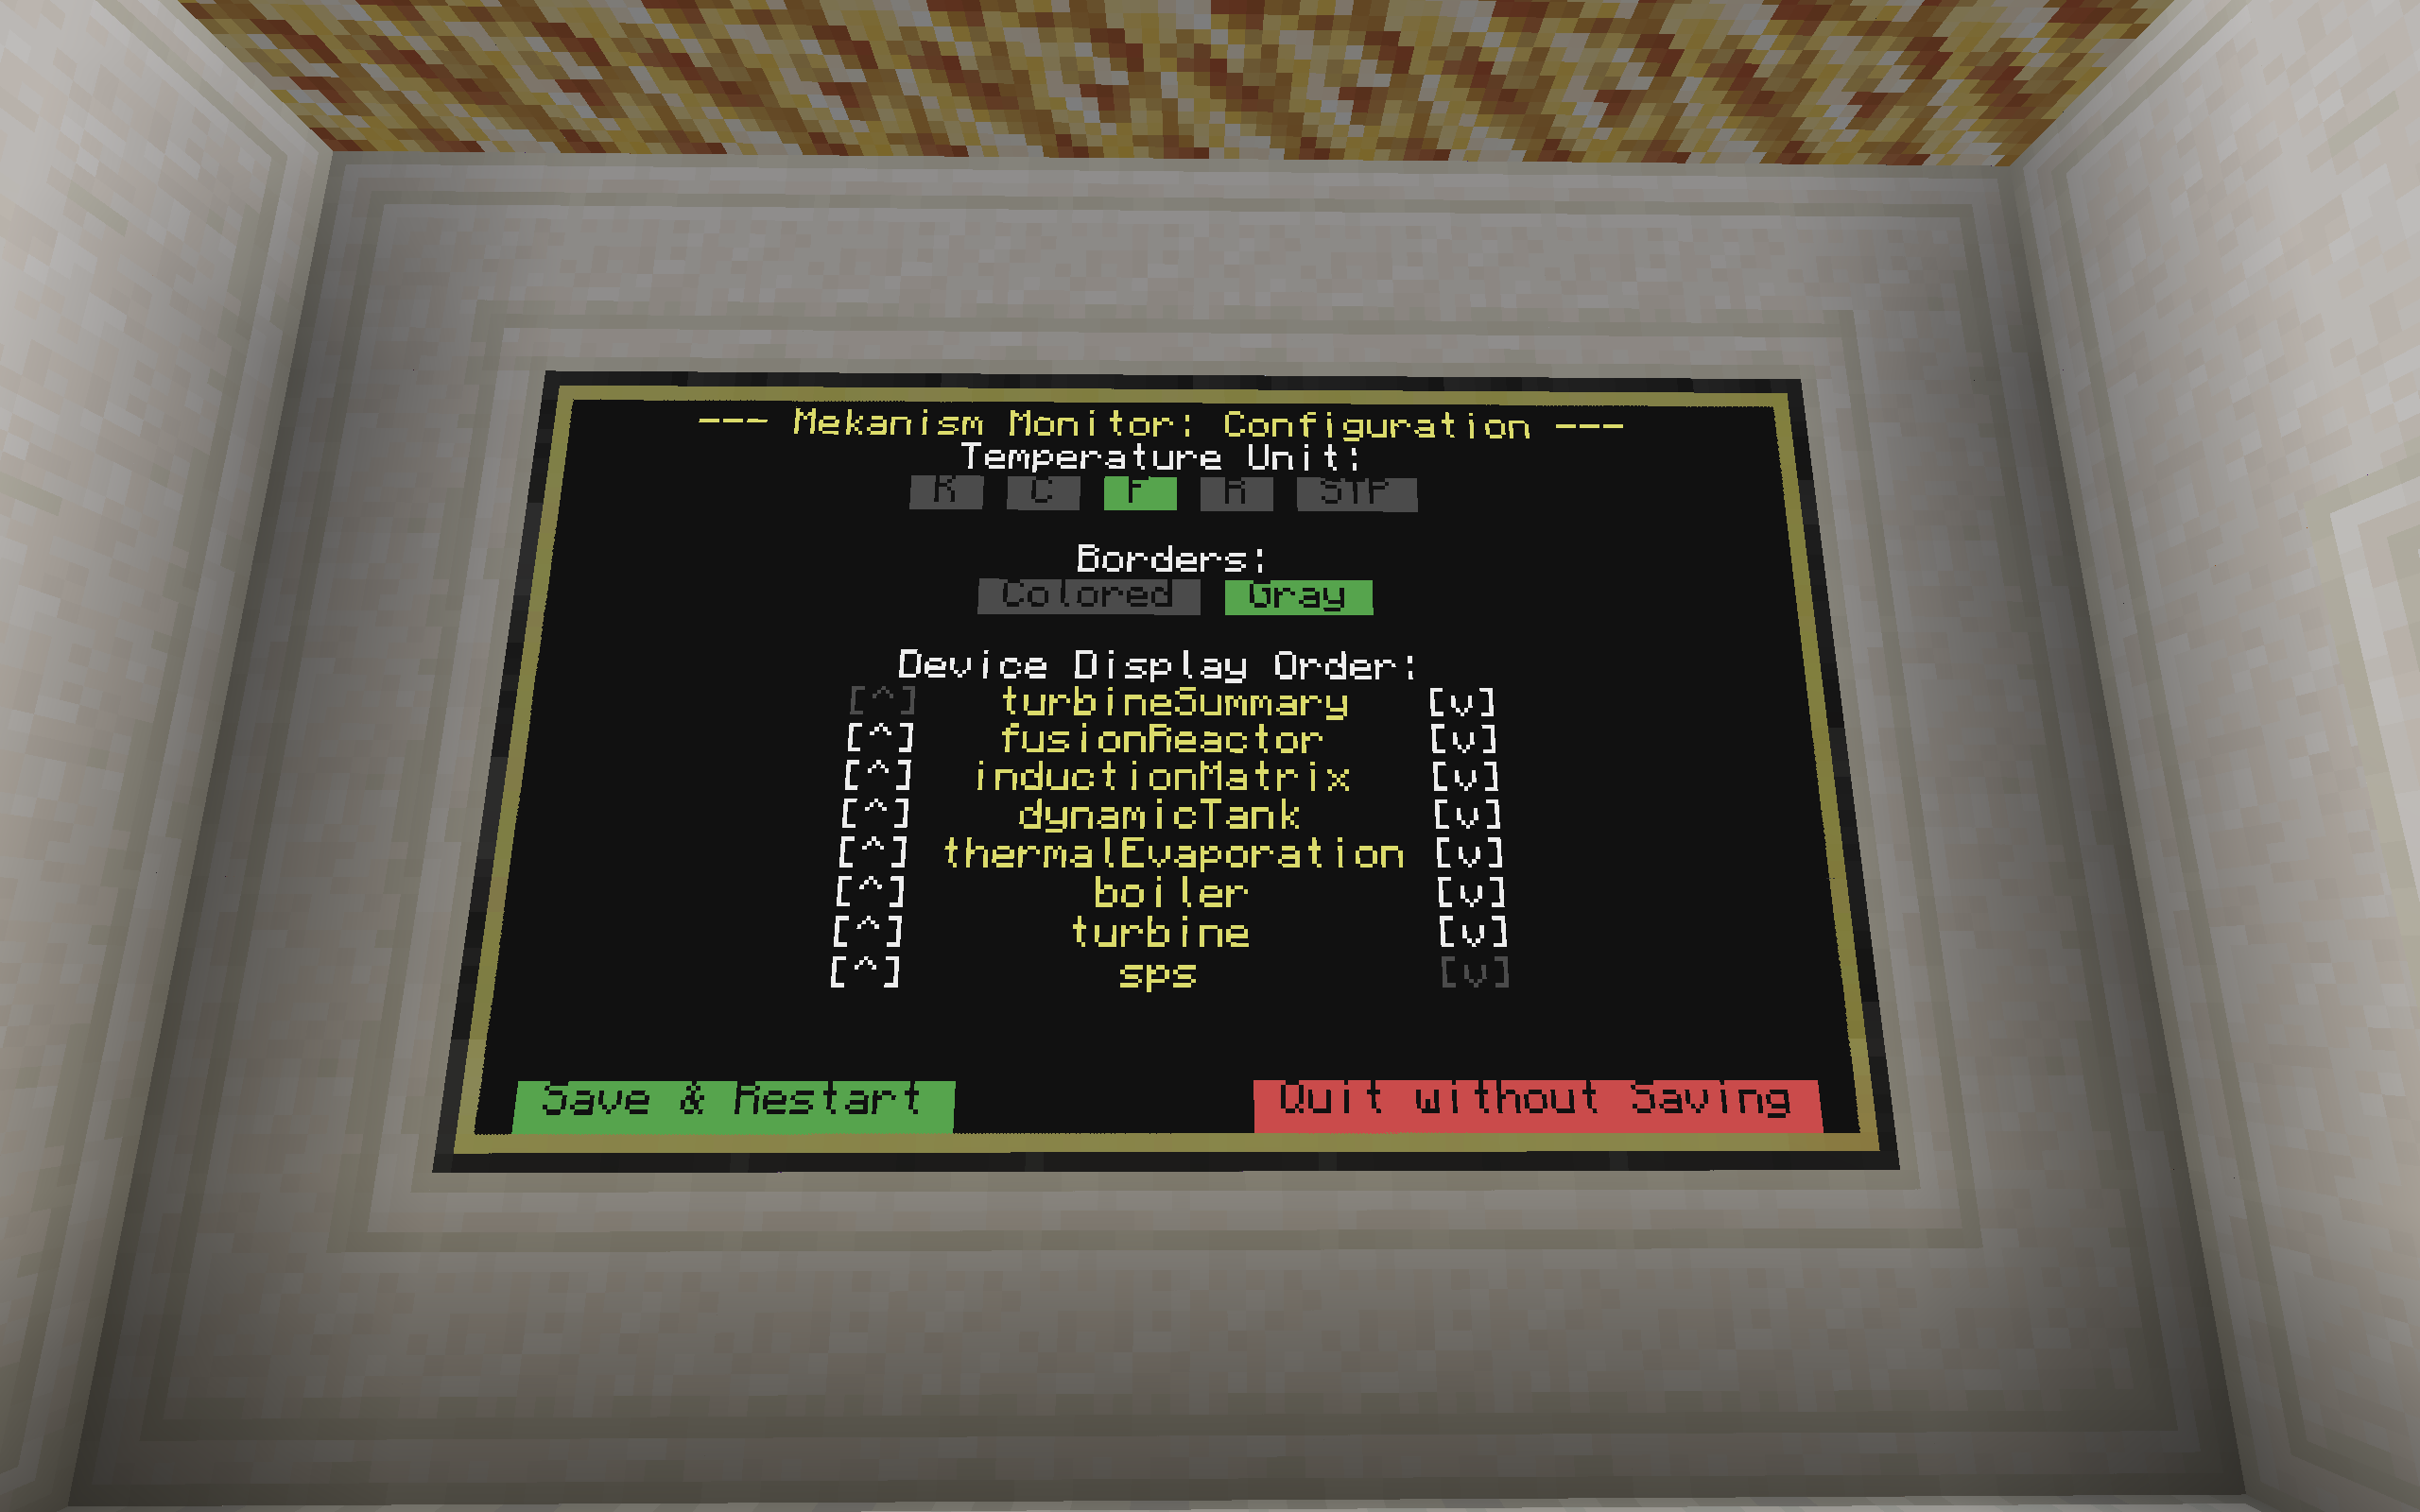 --- Mekanism Monitor: Configuration ---
Temperature Unit:
K C F R STP
Borders:
Colored Gray
Device Display Order:
[^] turbineSummary [v]
[^] fusionReactor [v]
[^] inductionMatrix [v]
[^] dynamicTank [v]
[^] thermalEvaporation [v]
[^] boiler [v]
[^] turbine [v]
[^] sps [v]
Save & Restart Quit without Saving